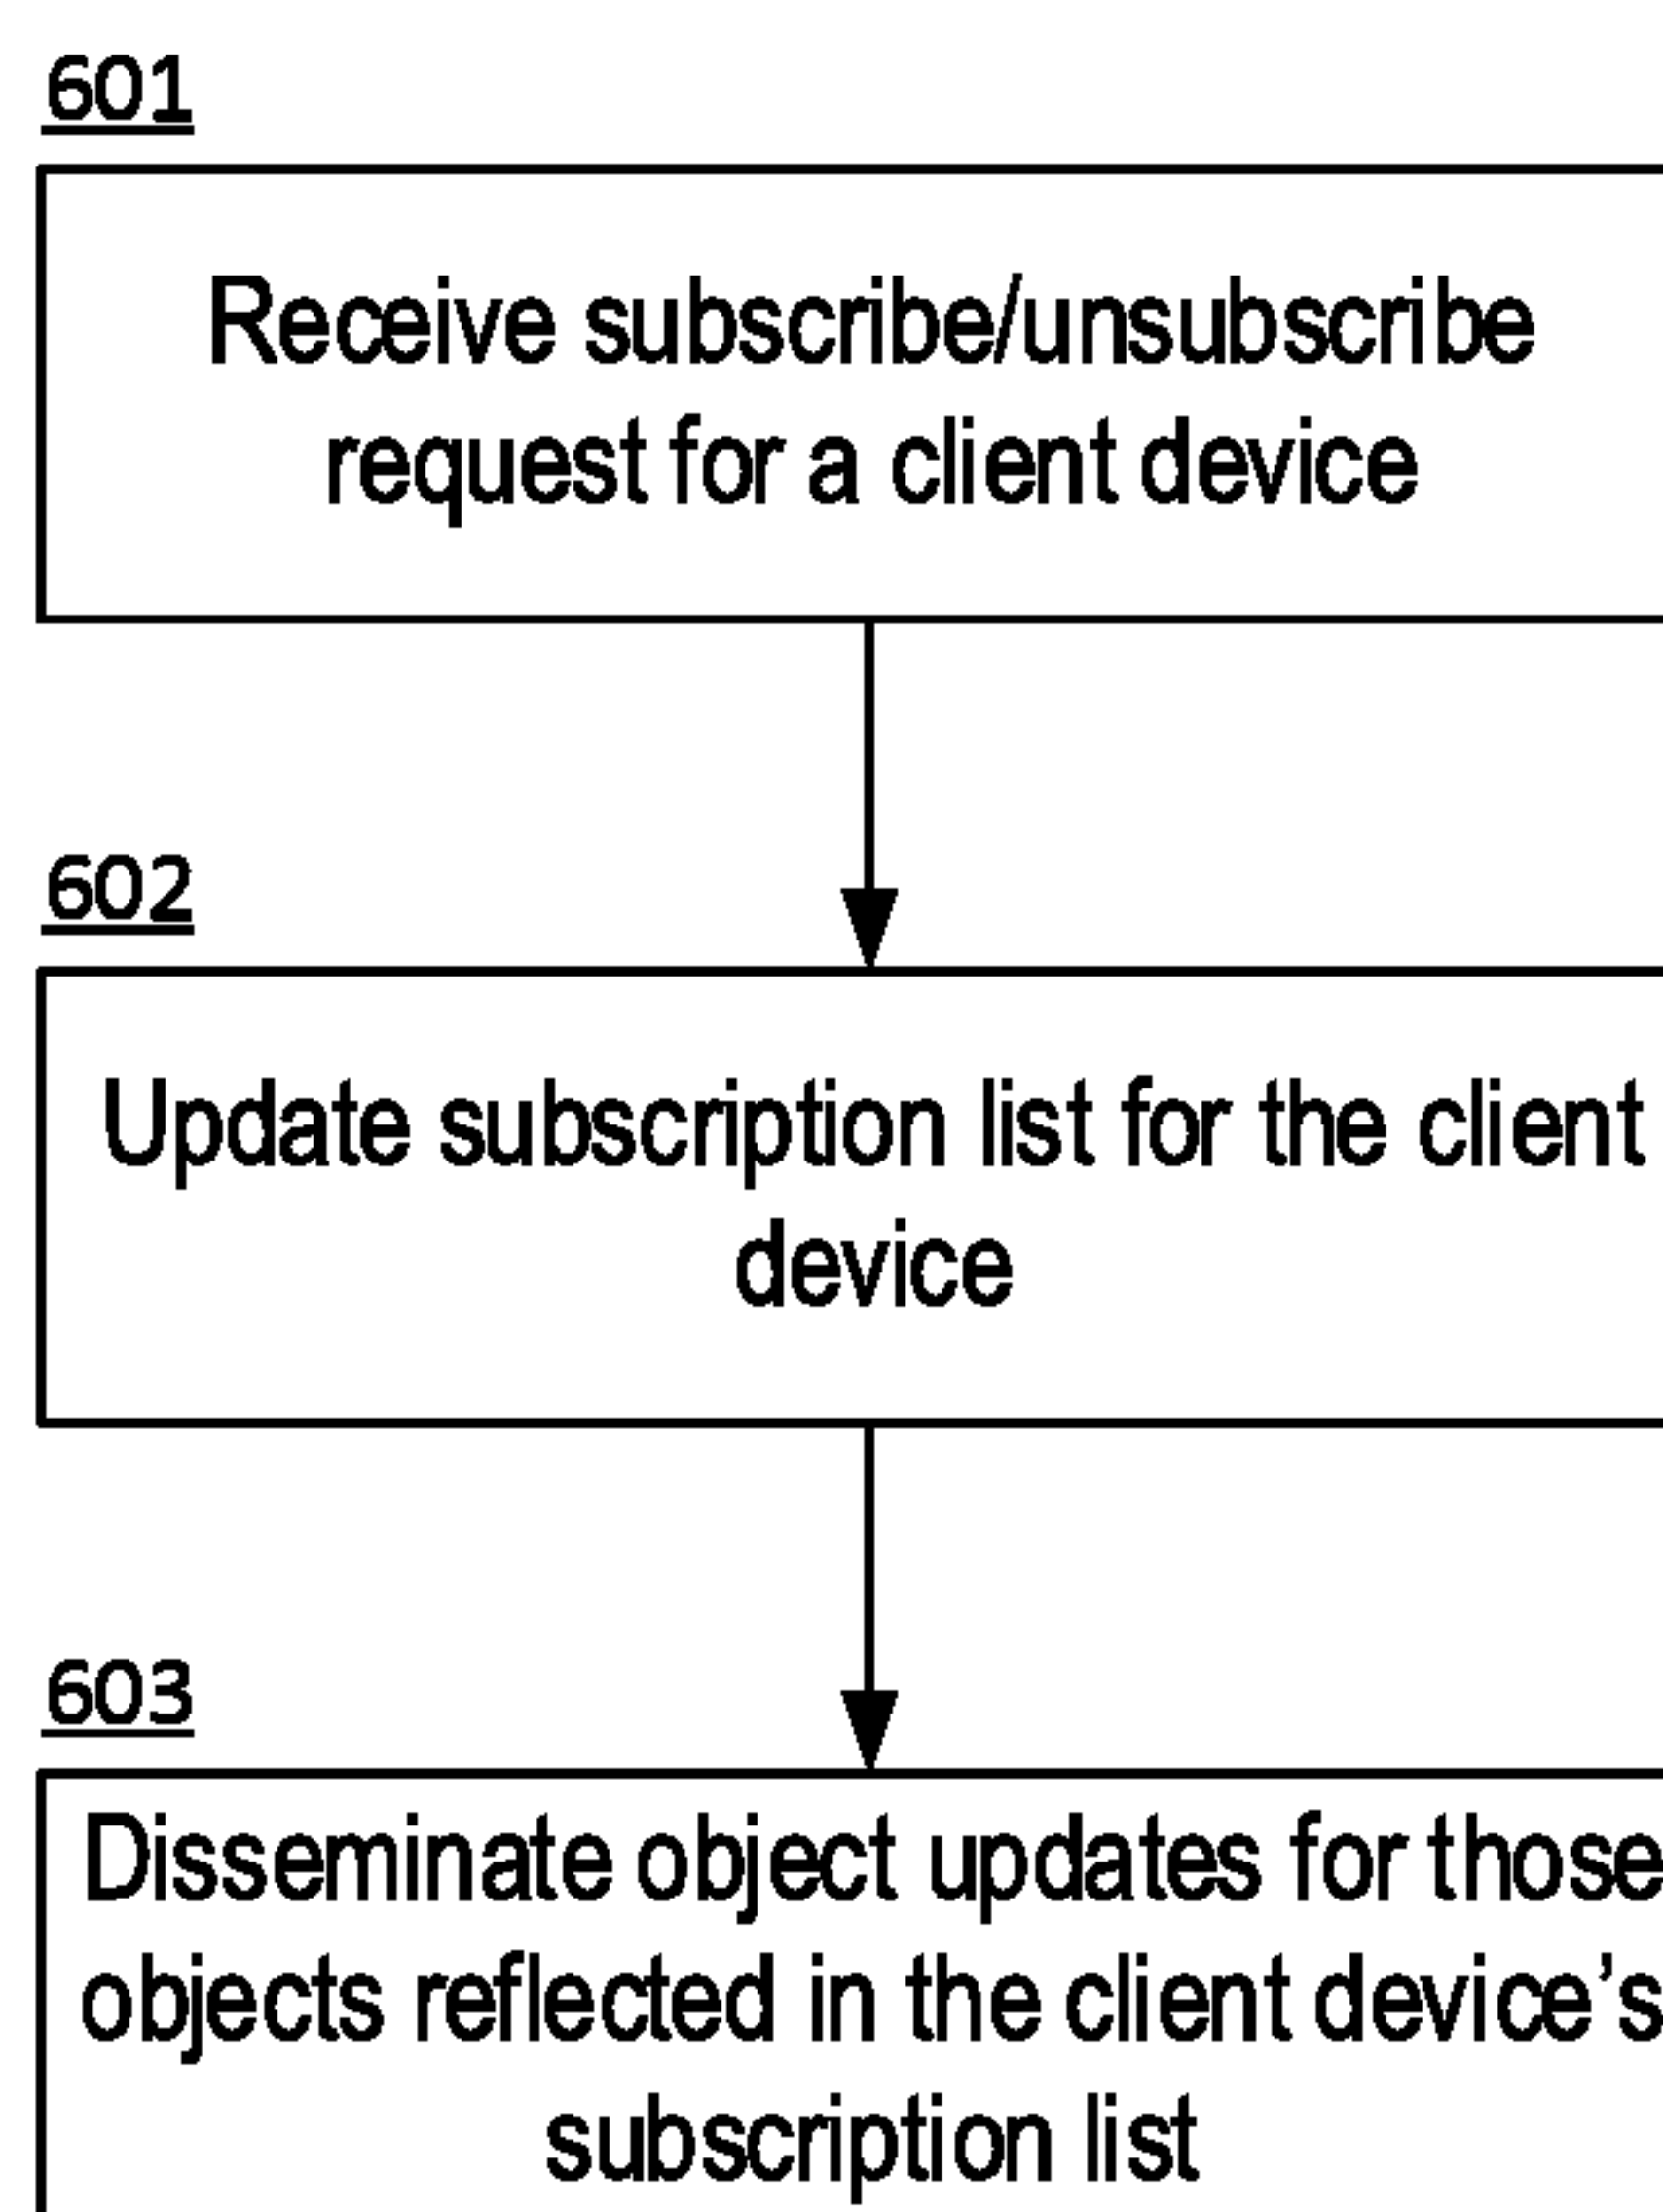 601
Receive subscribe/unsubscribe
request for a client device
602
Update subscription list for the client
device
603
Disseminate object updates for those
objects reflected in the client device's
subscription list